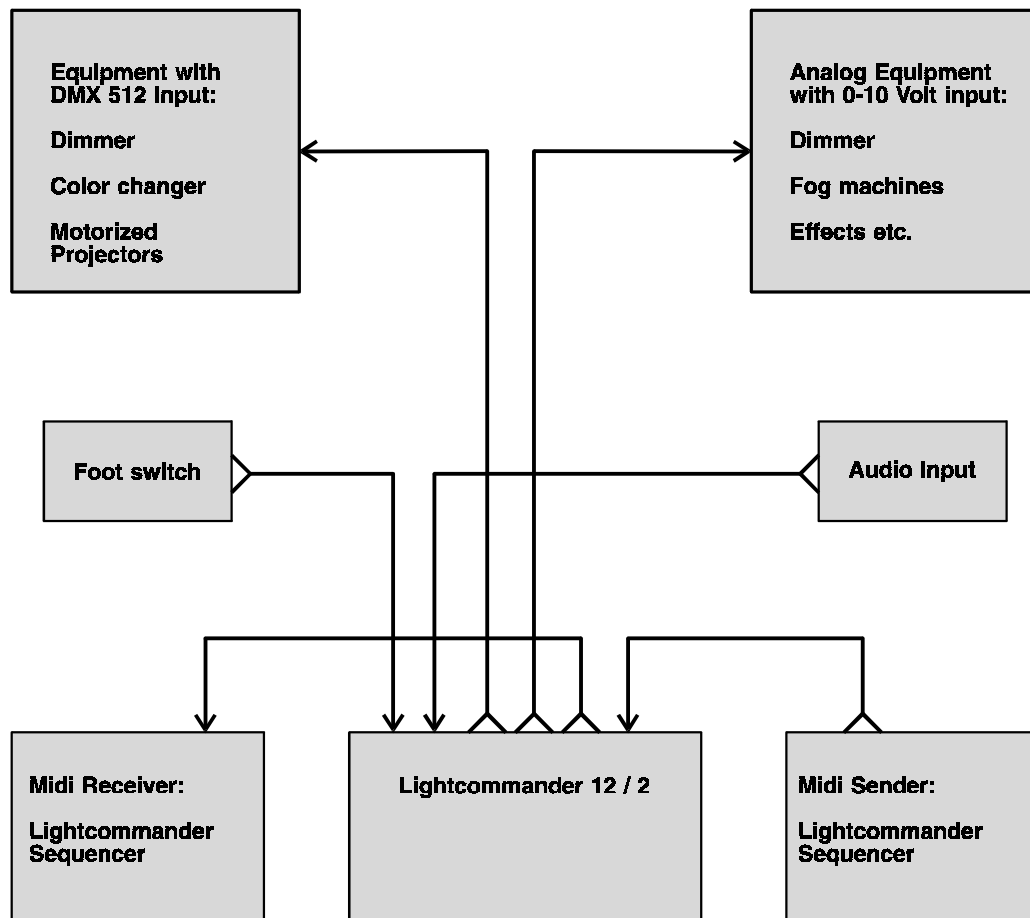 Equipment with
DMX 512 Input:
Dimmer
Color changer
Motorized
Projectors
Analog Equipment
with 0-10 Volt input:
Dimmer
Fog machines
Effects etc.
Foot switch
Audio Input
Midi Receiver:
Lightcommander
Sequencer
Lightcommander 12 / 2
Midi Sender:
Lightcommander
Sequencer